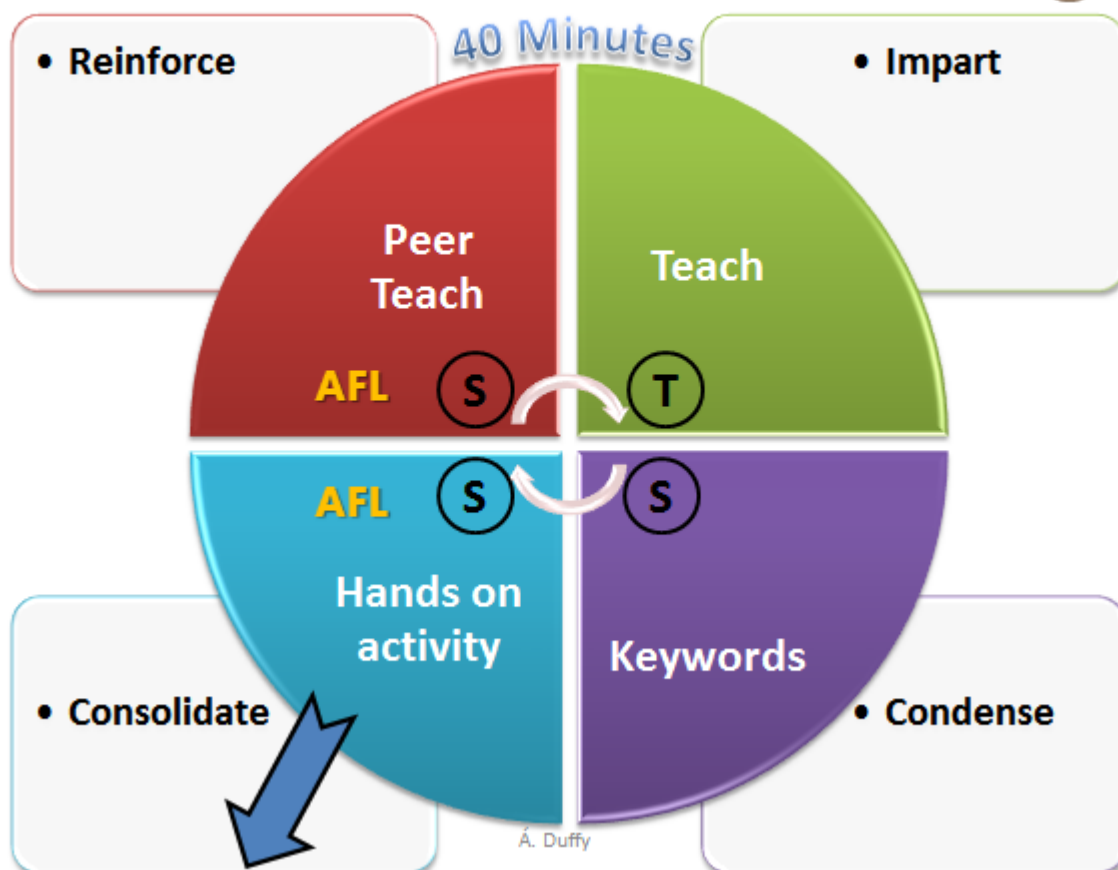 40 Minutes
• Reinforce
• Impart
Peer
Teach
Teach
AFL
S
T
AFL
S
S
Hands on
activity
Keywords
• Consolidate
• Condense
Á. Duffy